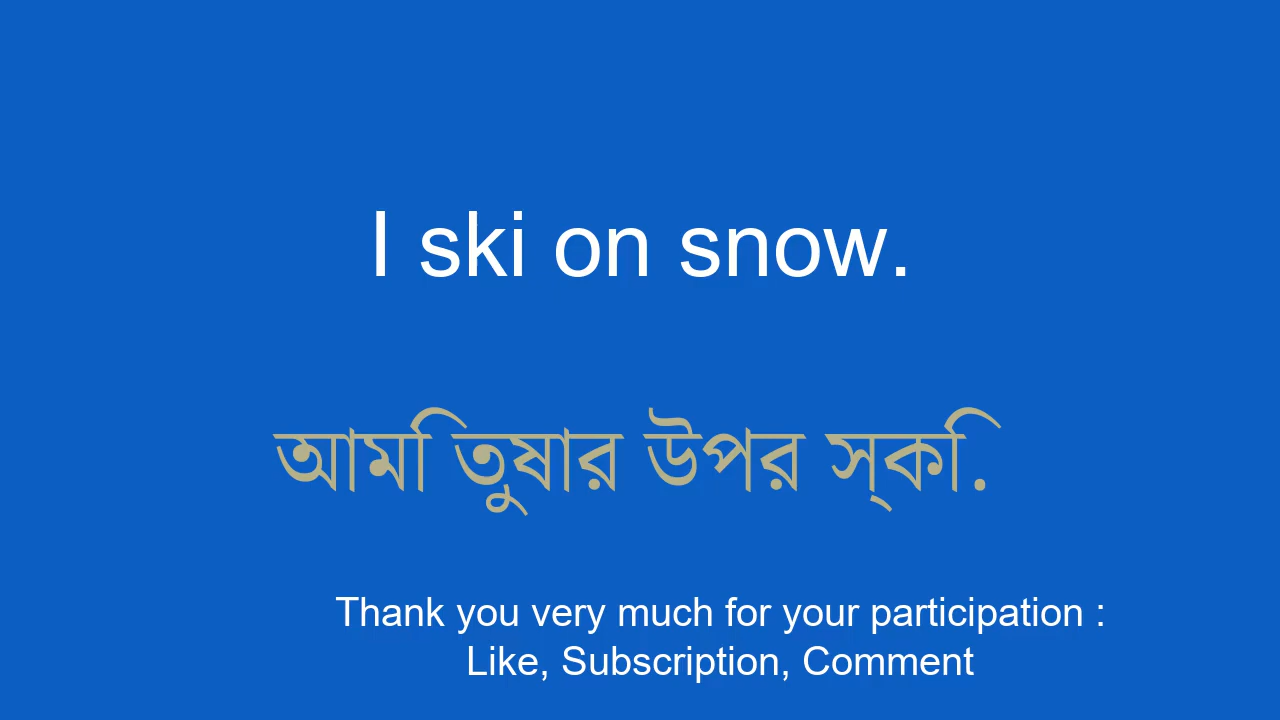 I ski on snow.
আমি তুষার উপর স্কি.
Thank you very much for your participation :
Like, Subscription, Comment